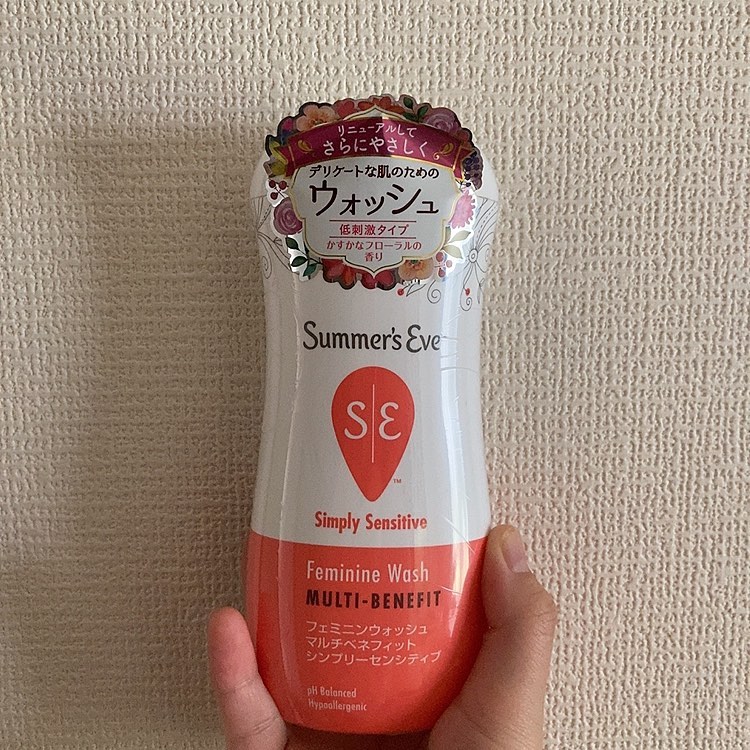 リニューアルして
さらにやさしく
デリケートな肌のための
ウォッシュ
低刺激タイプ
かすかなフローラルの
香り
Summer's Eve
S|E
™
Simply Sensitive
Feminine Wash
MULTI-BENEFIT
フェミニンウォッシュ
マルチベネフィット
シンプリーセンシティブ
pH Balanced
Hypoallergenic